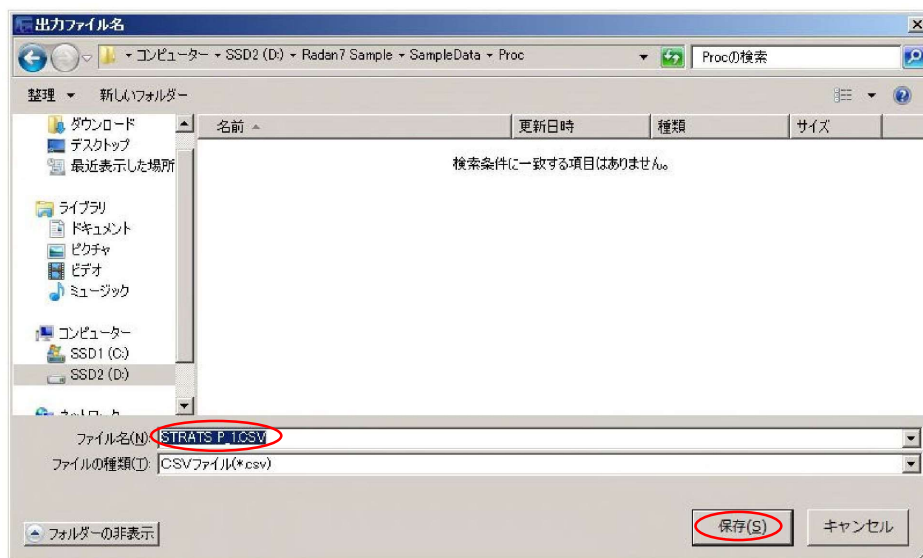 出力ファイル名
コンピューター SSD2 (D:) Radan7 Sample SampleData Proc
Procの検索
整理 新しいフォルダー
名前 更新日時 種類 サイズ
検索条件に一致する項目はありません。
ダウンロード
デスクトップ
最近表示した場所
ライブラリ
ドキュメント
ピクチャ
ビデオ
ミュージック
コンピューター
SSD1 (C:)
SSD2 (D:)
ネットワーク
ファイル名(N): STRATS P_1.CSV
ファイルの種類(T): CSVファイル(*.csv)
フォルダーの非表示
保存(S) キャンセル